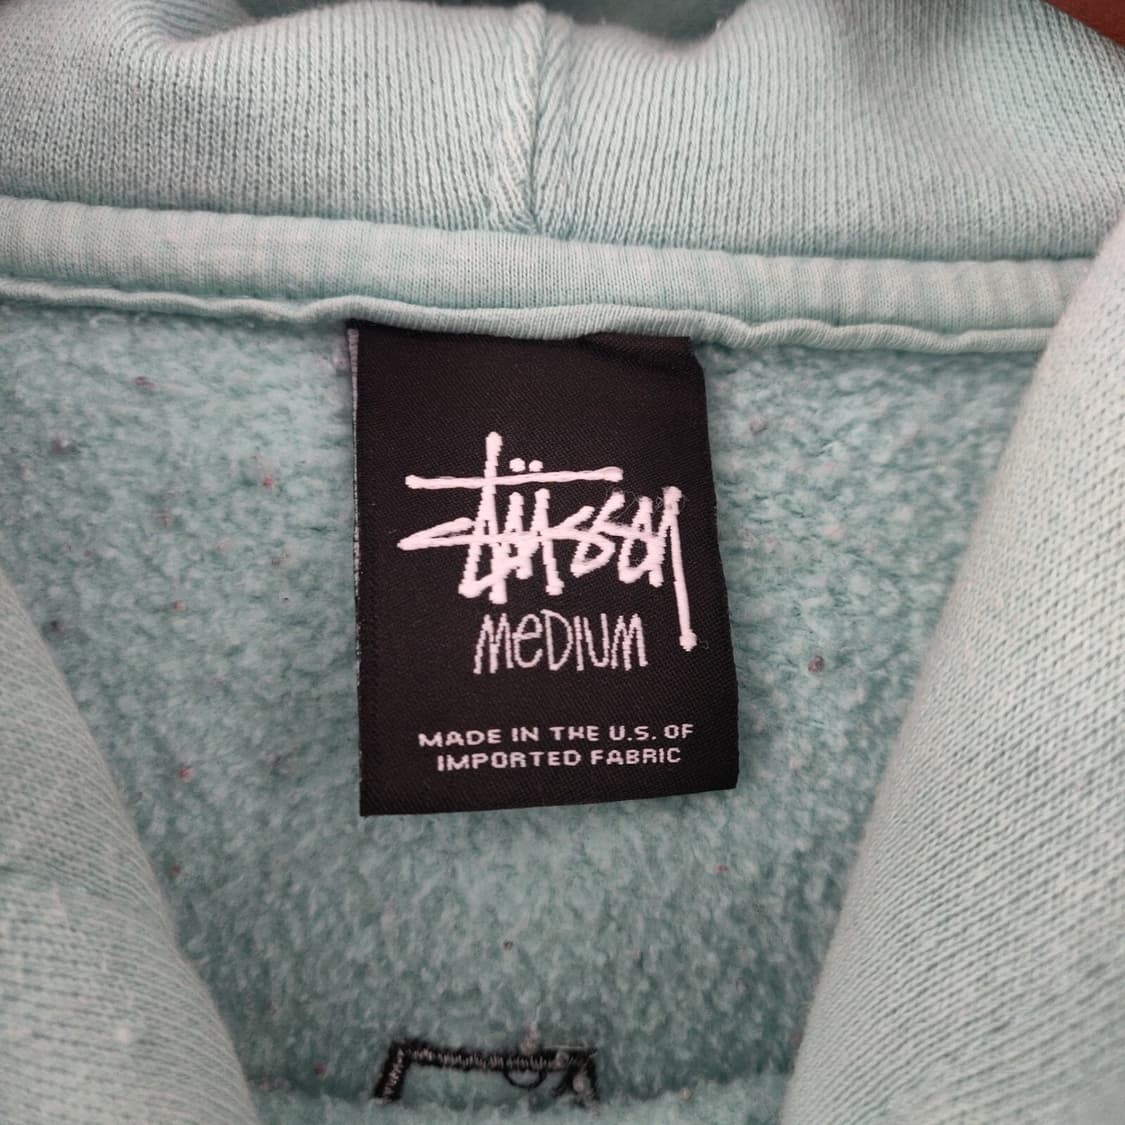 Stüssy
MeDIUM
MADE IN THE U.S. OF
IMPORTED FABRIC